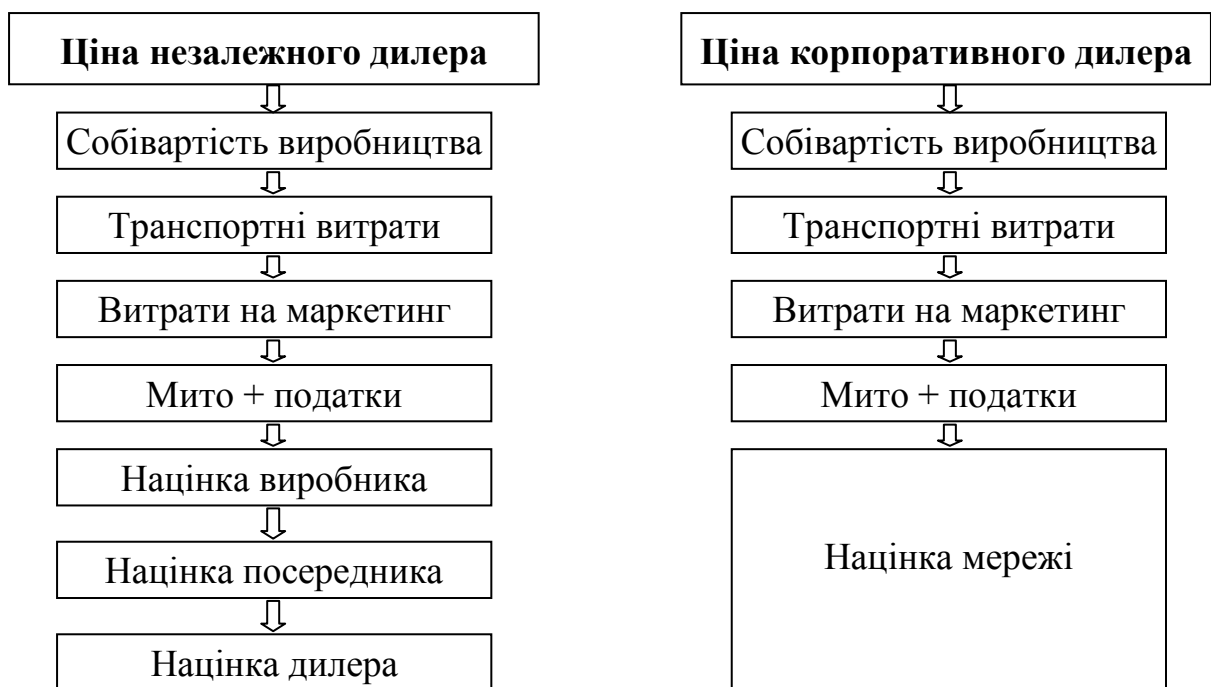 Ціна незалежного дилера
Собівартість виробництва
Транспортні витрати
Витрати на маркетинг
Мито + податки
Націнка виробника
Націнка посередника
Націнка дилера
Ціна корпоративного дилера
Собівартість виробництва
Транспортні витрати
Витрати на маркетинг
Мито + податки
Націнка мережі